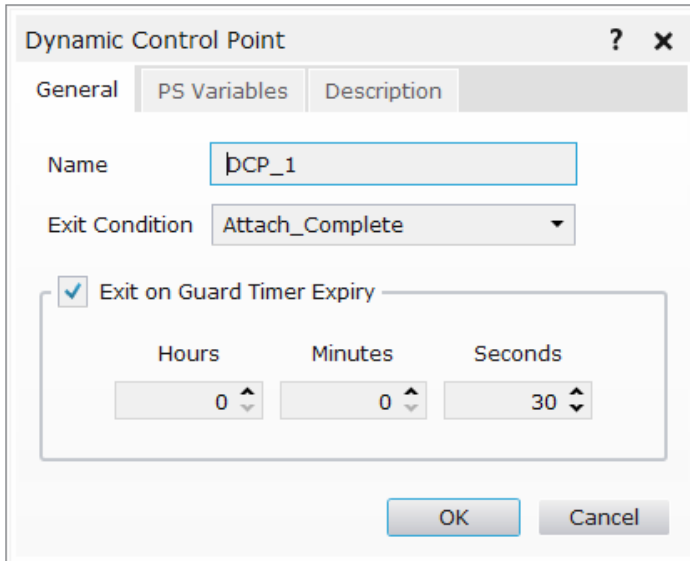 Dynamic Control Point ?
General PS Variables Description
Name DCP_1
Exit Condition Attach_Complete
Exit on Guard Timer Expiry
Hours Minutes Seconds
0 0 30
OK Cancel